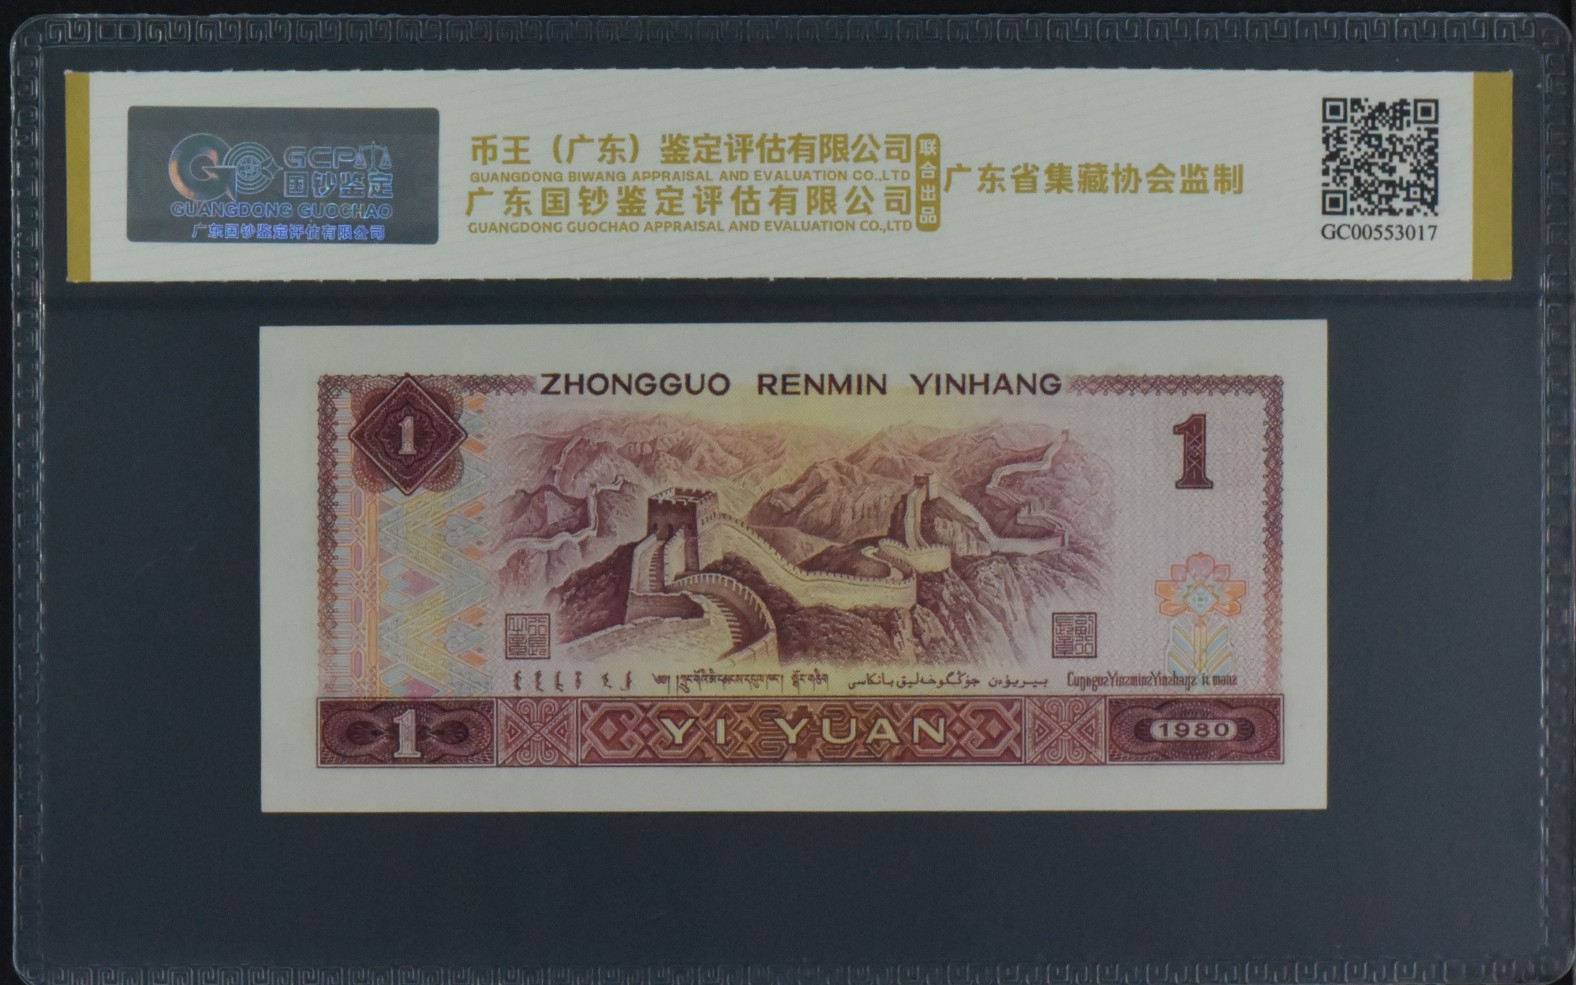 GCP
国钞鉴定
GUANGDONG GUOCHAO
广东国钞鉴定评估有限公司
币王（广东）鉴定评估有限公司
GUANGDONG BIWANG APPRAISAL AND EVALUATION CO.,LTD
广东国钞鉴定评估有限公司
GUANGDONG GUOCHAO APPRAISAL AND EVALUATION CO.,LTD
联合出品
广东省集藏协会监制
GC00553017
ZHONGGUO RENMIN YINHANG
1
1
1
YI YUAN
1980